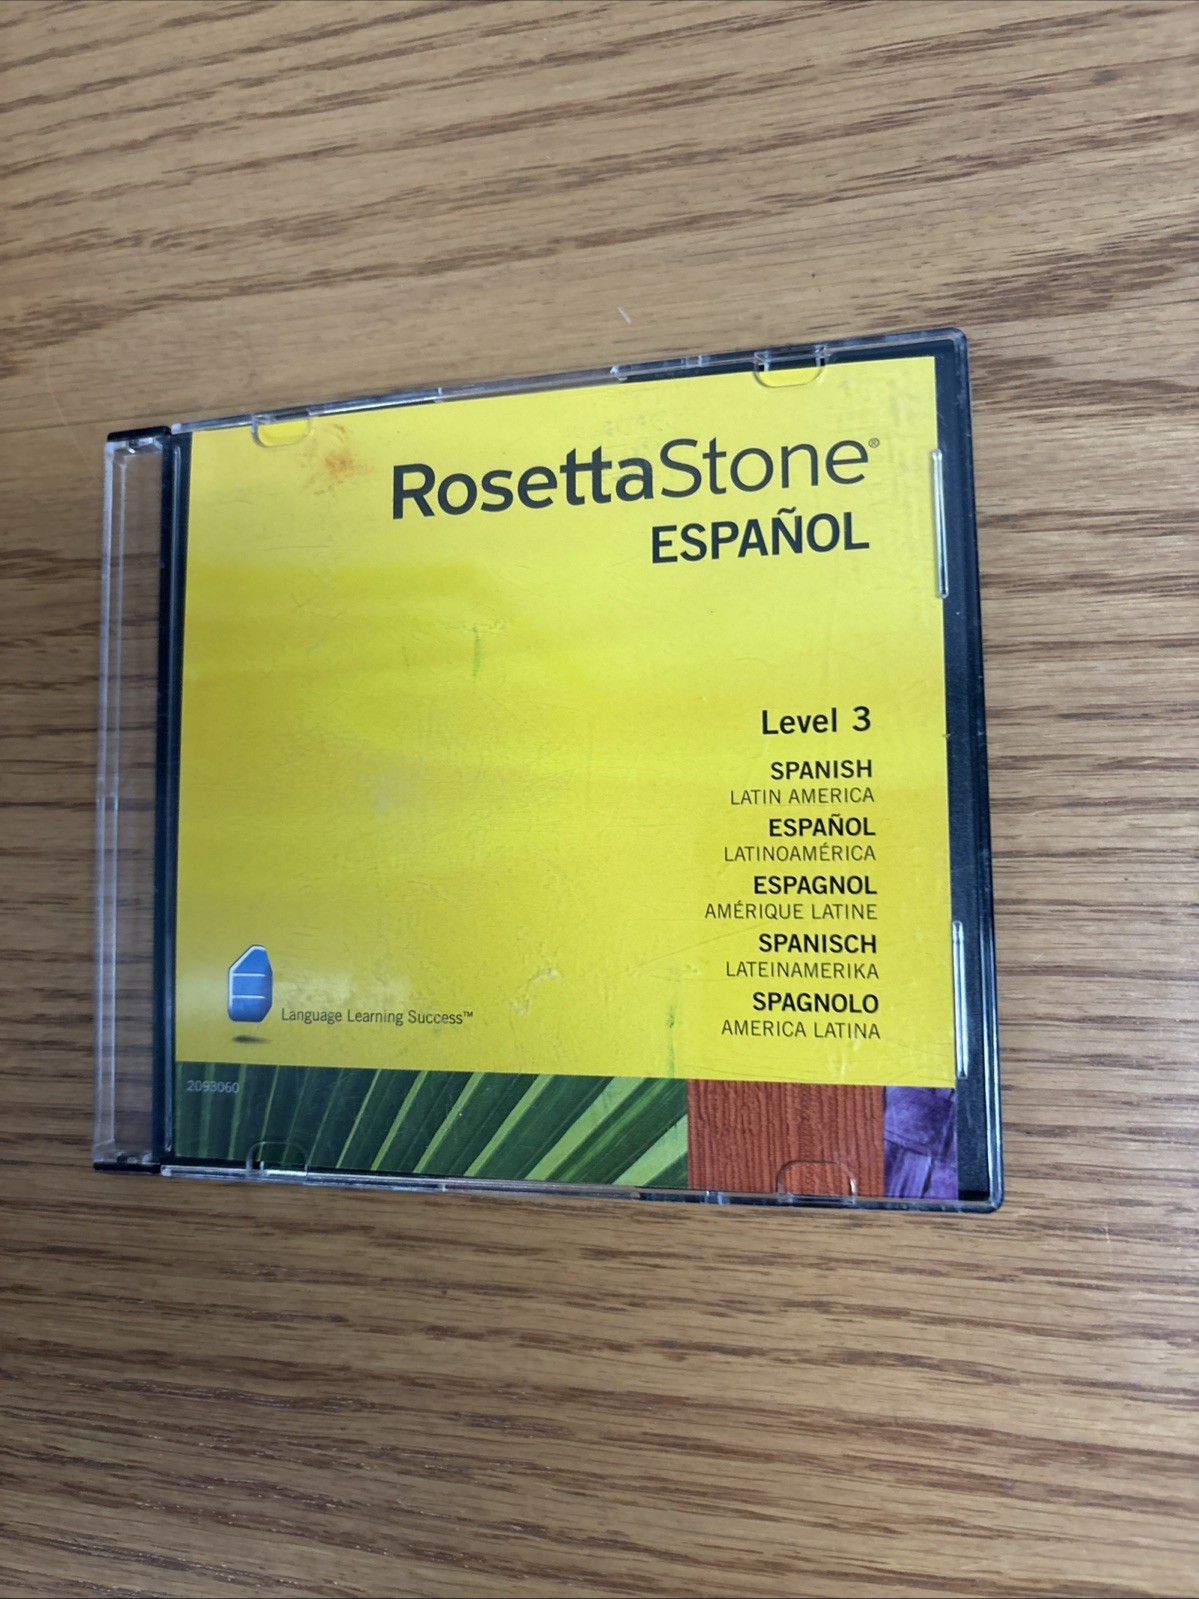 RosettaStone®
ESPAÑOL
Level 3
SPANISH
LATIN AMERICA
ESPAÑOL
LATINOAMÉRICA
ESPAGNOL
AMÉRIQUE LATINE
SPANISCH
LATEINAMERIKA
SPAGNOLO
AMERICA LATINA
Language Learning Success™
2093060